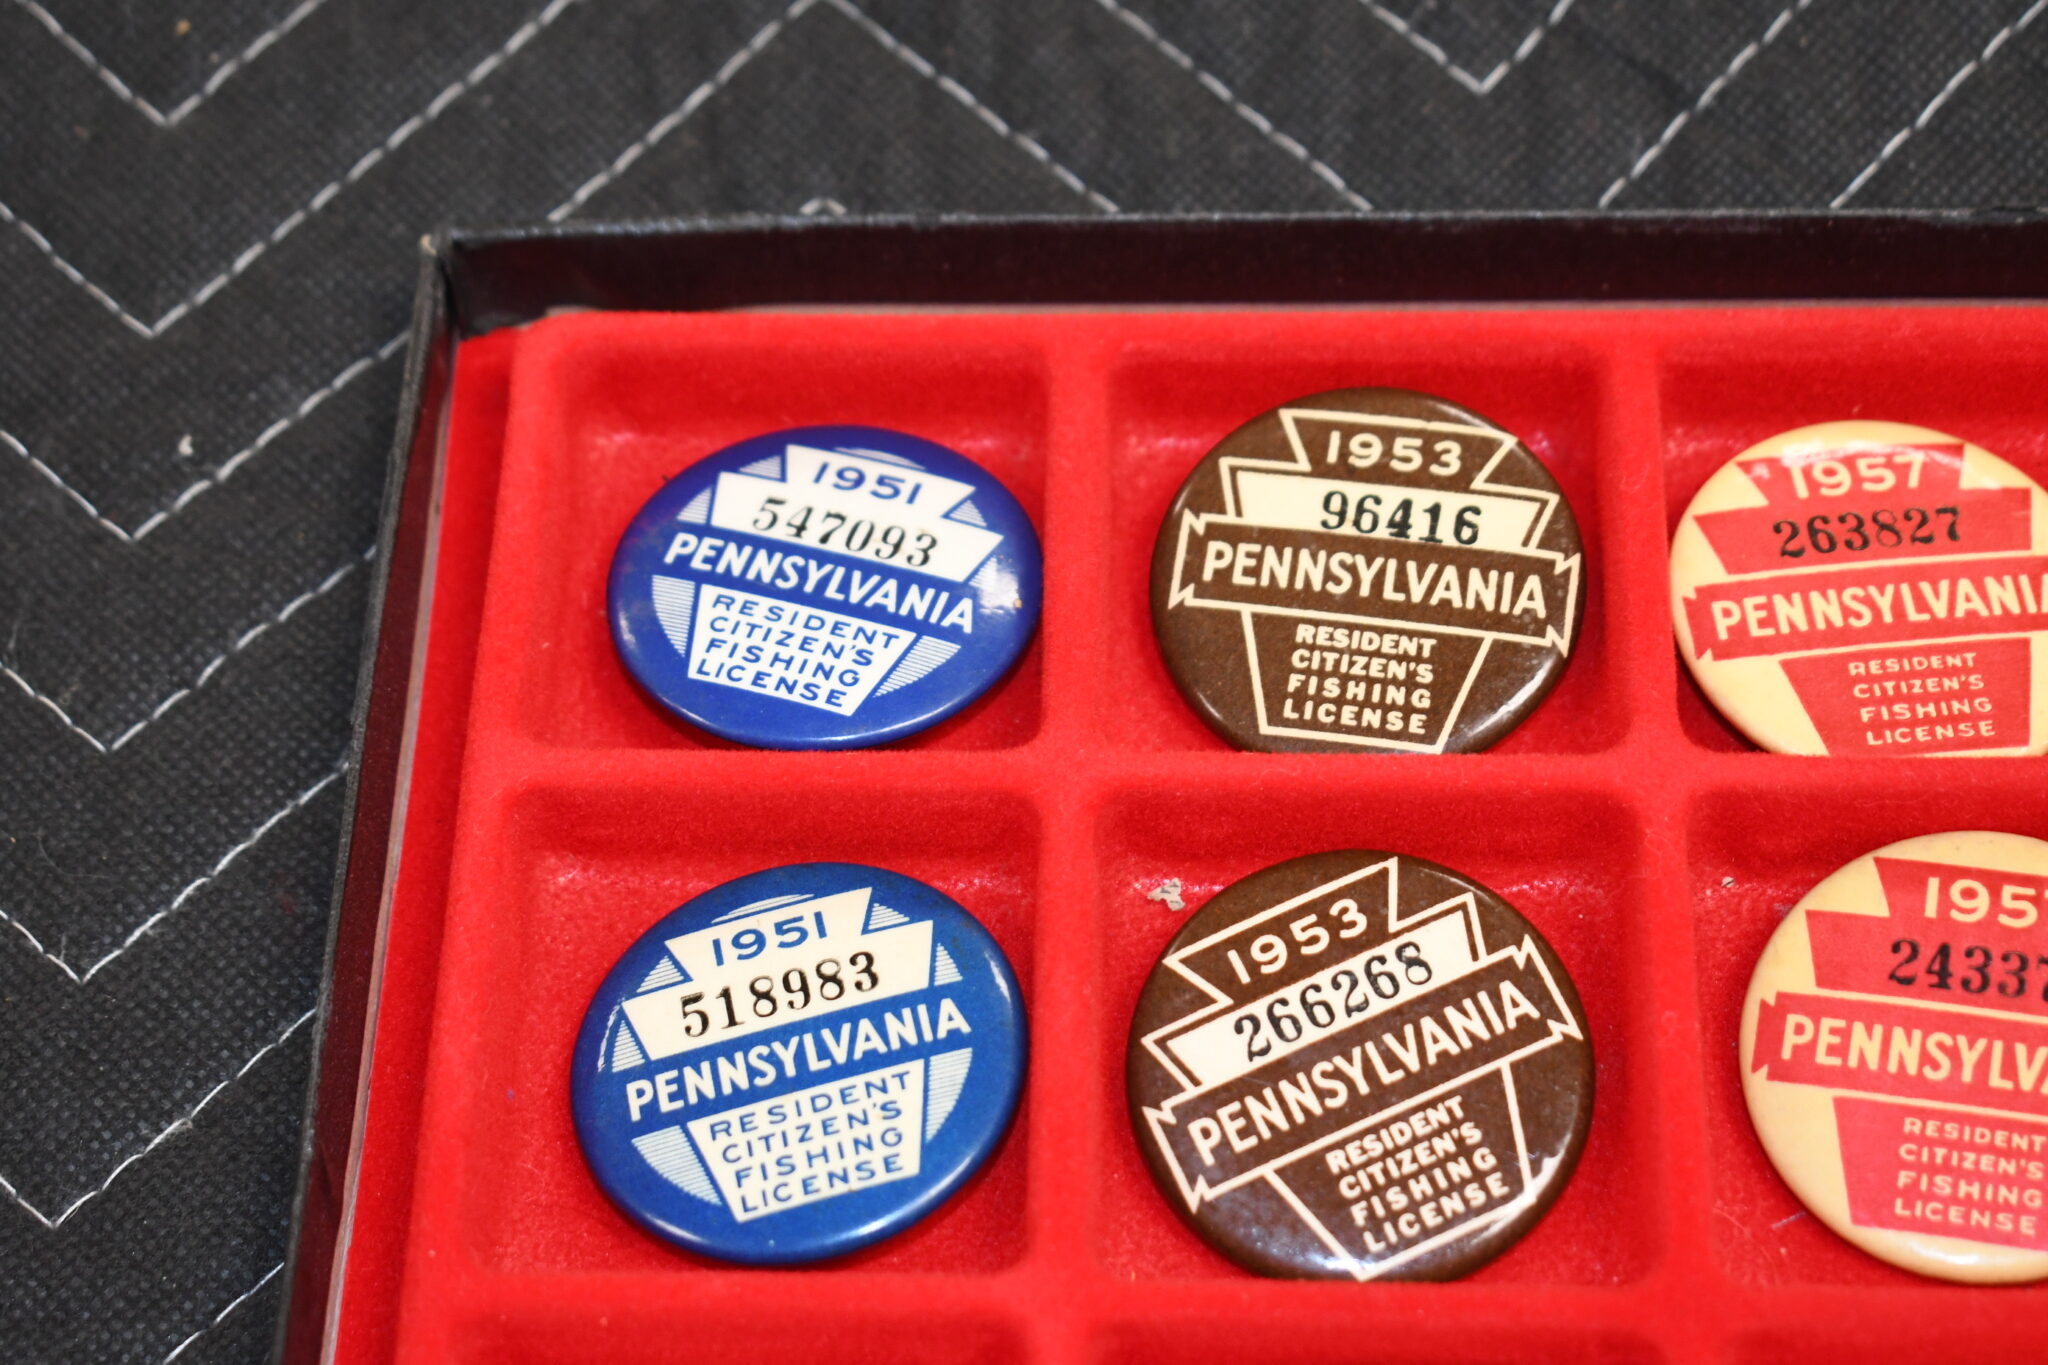 1951
547093
PENNSYLVANIA
RESIDENT
CITIZEN'S
FISHING
LICENSE
1953
96416
PENNSYLVANIA
RESIDENT
CITIZEN'S
FISHING
LICENSE
1957
263827
PENNSYLVANIA
RESIDENT
CITIZEN'S
FISHING
LICENSE
1951
518983
PENNSYLVANIA
RESIDENT
CITIZEN'S
FISHING
LICENSE
1953
266268
PENNSYLVANIA
RESIDENT
CITIZEN'S
FISHING
LICENSE
RESIDENT
CITIZEN'S
FISHING
LICENSE